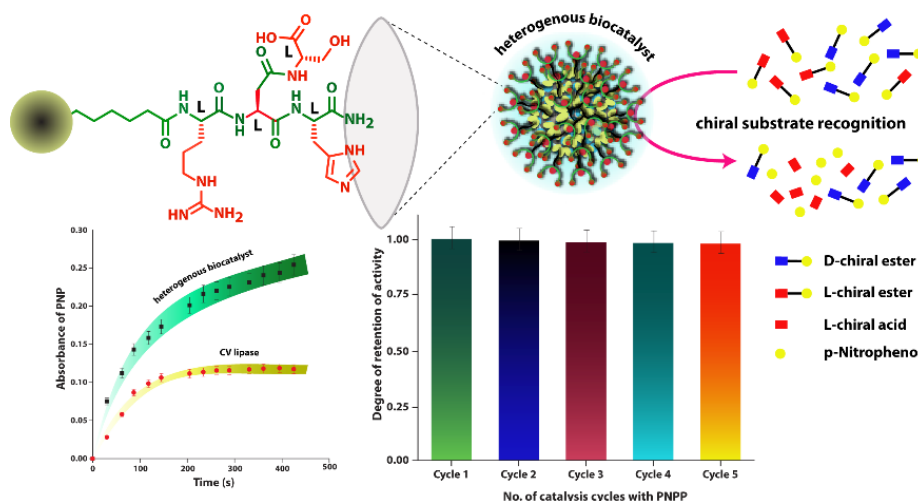 HO
O
L
OH
HN
O
H
N
L
O
H
N
L
O
N
H
L
O
H
N
O
NH2
NH
N
HN
HN
NH2
heterogenous biocatalyst
chiral substrate recognition
D-chiral ester
L-chiral ester
L-chiral acid
p-Nitropheno
Absorbance of PNP
0.30
0.25
0.20
0.15
0.10
0.05
0.00
heterogenous biocatalyst
CV lipase
0
100
200
300
400
500
Time (s)
Degree of retention of activity
1.00
0.75
0.50
0.25
0.00
Cycle 1
Cycle 2
Cycle 3
Cycle 4
Cycle 5
No. of catalysis cycles with PNPP